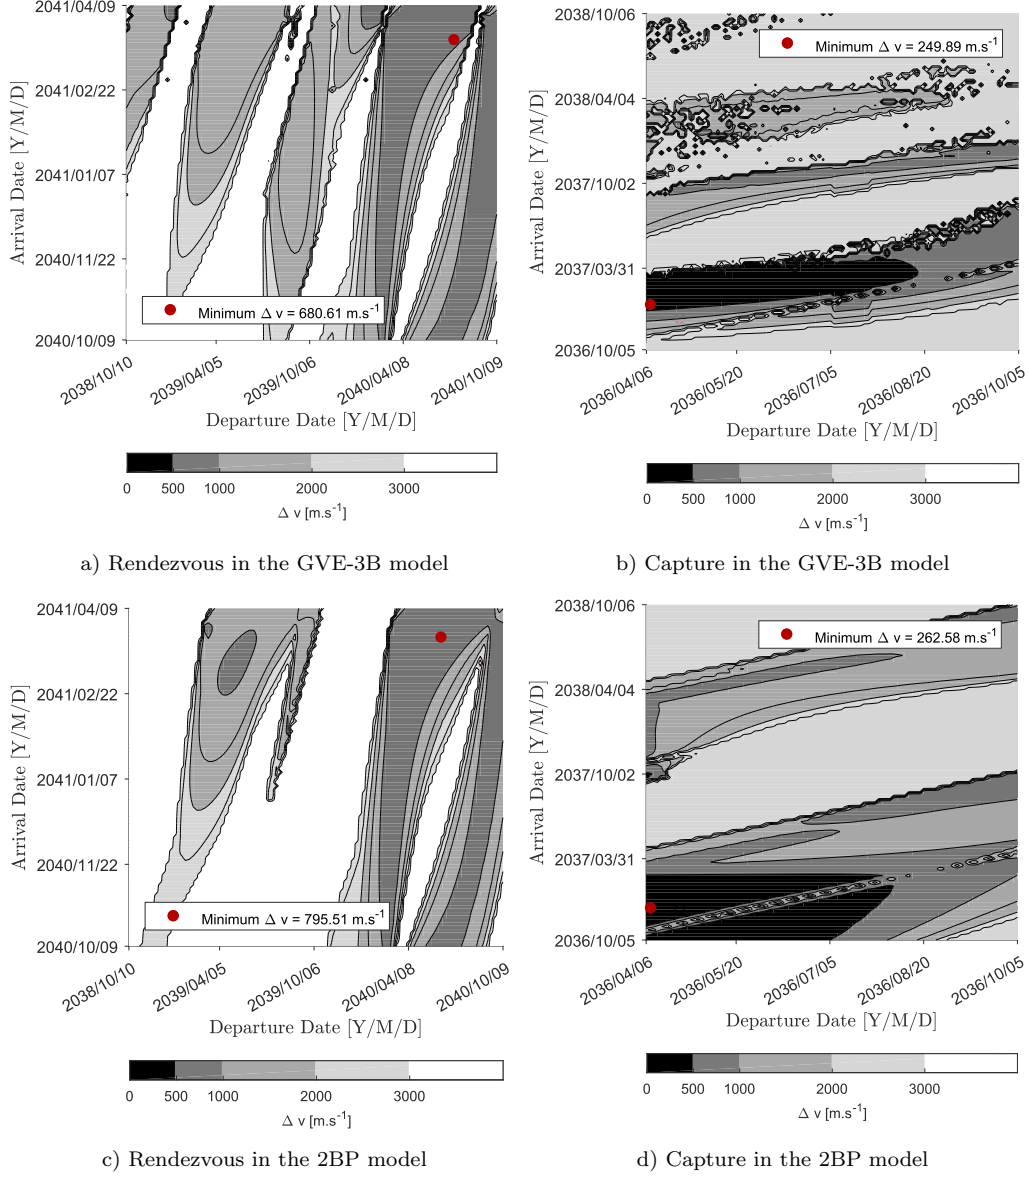 2041/04/09
2041/02/22
2041/01/07
2040/11/22
2040/10/09
Arrival Date [Y/M/D]
Minimum Δ v = 680.61 m.s-1
2038/10/10
2039/04/05
2039/10/06
2040/04/08
2040/10/09
Departure Date [Y/M/D]
0 500 1000 2000 3000
Δ v [m.s-1]
a) Rendezvous in the GVE-3B model
2038/10/06
2038/04/04
2037/10/02
2037/03/31
2036/10/05
Arrival Date [Y/M/D]
Minimum Δ v = 249.89 m.s-1
2036/04/06
2036/05/20
2036/07/05
2036/08/20
2036/10/05
Departure Date [Y/M/D]
0 500 1000 2000 3000
Δ v [m.s-1]
b) Capture in the GVE-3B model
2041/04/09
2041/02/22
2041/01/07
2040/11/22
2040/10/09
Arrival Date [Y/M/D]
Minimum Δ v = 795.51 m.s-1
2038/10/10
2039/04/05
2039/10/06
2040/04/08
2040/10/09
Departure Date [Y/M/D]
0 500 1000 2000 3000
Δ v [m.s-1]
c) Rendezvous in the 2BP model
2038/10/06
2038/04/04
2037/10/02
2037/03/31
2036/10/05
Arrival Date [Y/M/D]
Minimum Δ v = 262.58 m.s-1
2036/04/06
2036/05/20
2036/07/05
2036/08/20
2036/10/05
Departure Date [Y/M/D]
0 500 1000 2000 3000
Δ v [m.s-1]
d) Capture in the 2BP model